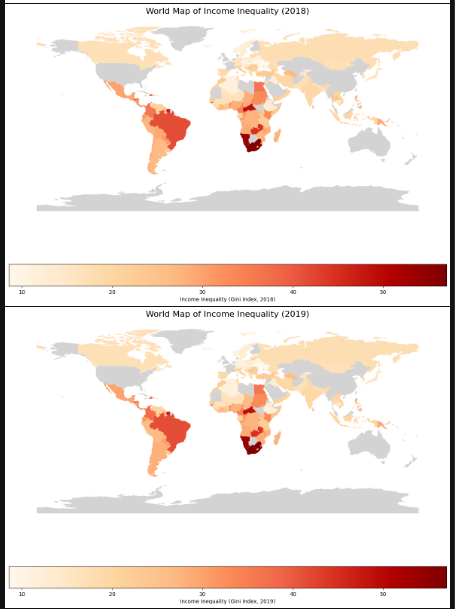 World Map of Income Inequality (2018)
10 20 30 40 50
Income Inequality (Gini Index, 2018)
World Map of Income Inequality (2019)
10 20 30 40 50
Income Inequality (Gini Index, 2019)